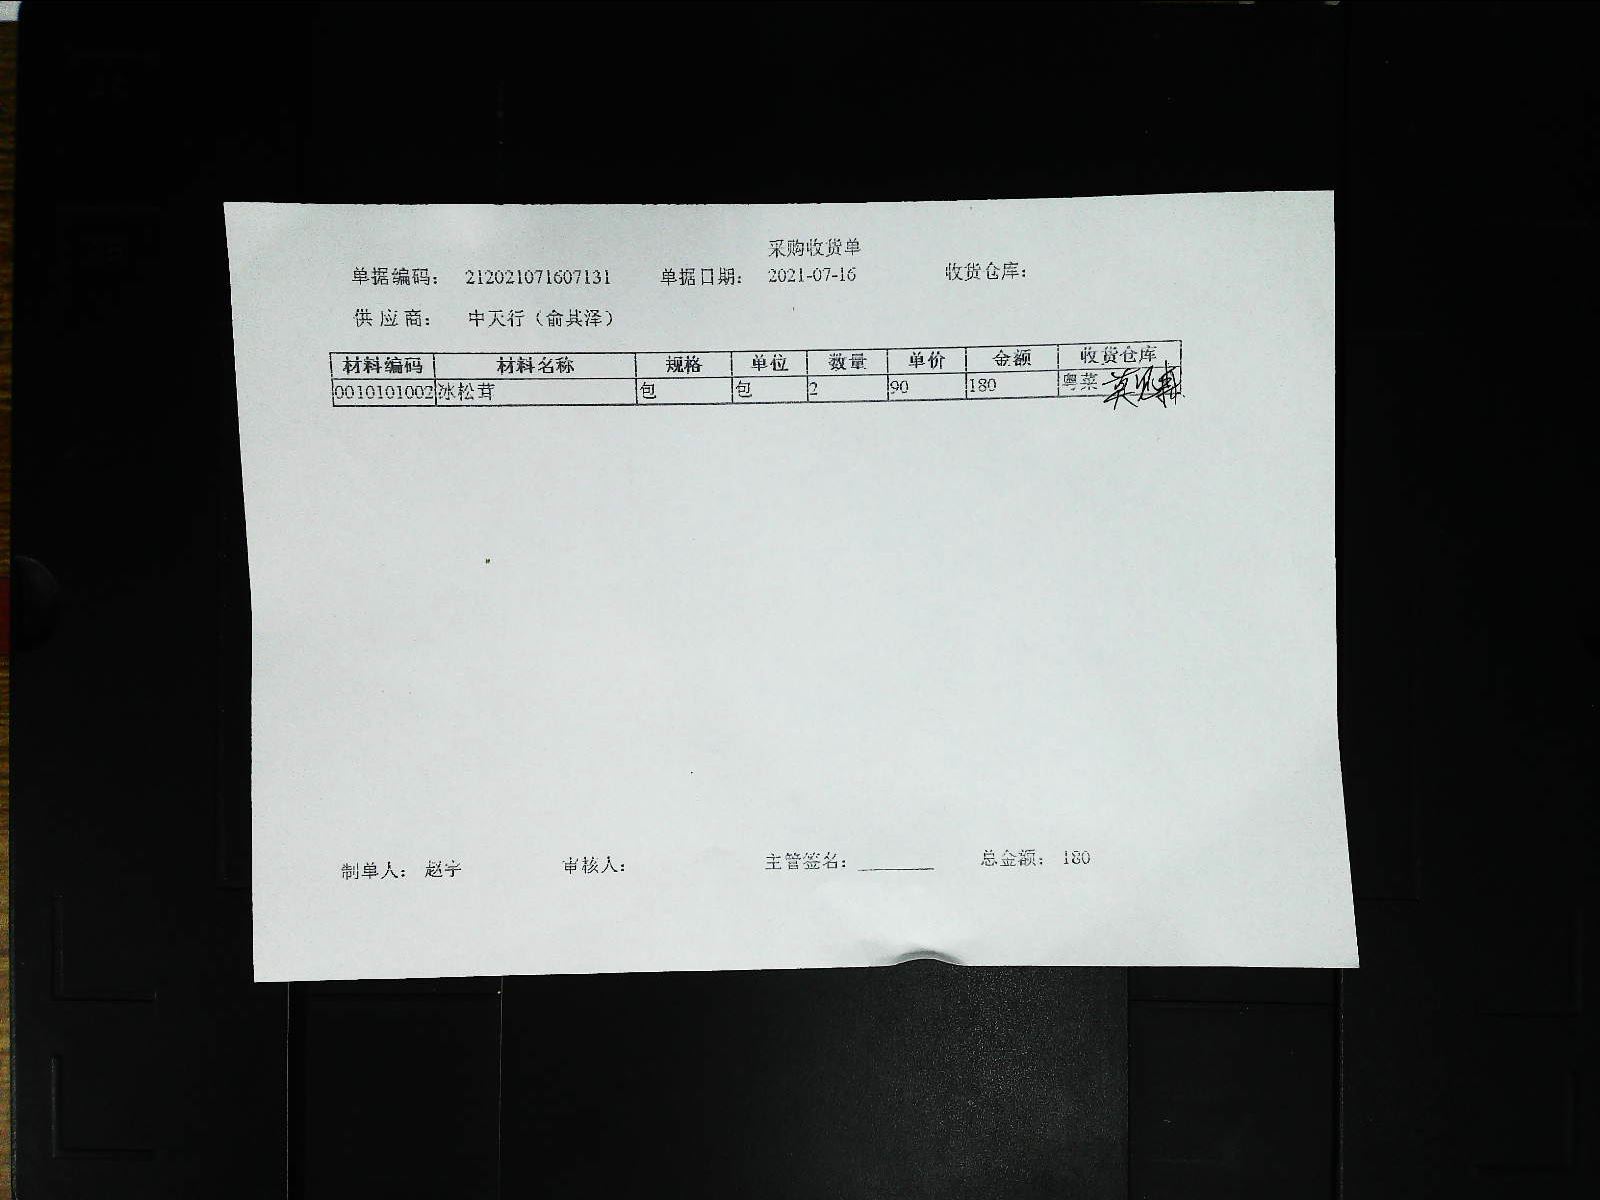 采购收货单
单据编码： 212021071607131 单据日期： 2021-07-16 收货仓库：
供 应 商： 中天行（俞其泽）
材料编码 材料名称 规格 单位 数量 单价 金额 收货仓库
0010101002 冰松茸 包 包 2 90 180 粤菜
制单人： 赵宇 审核人： 主管签名： 总金额： 180